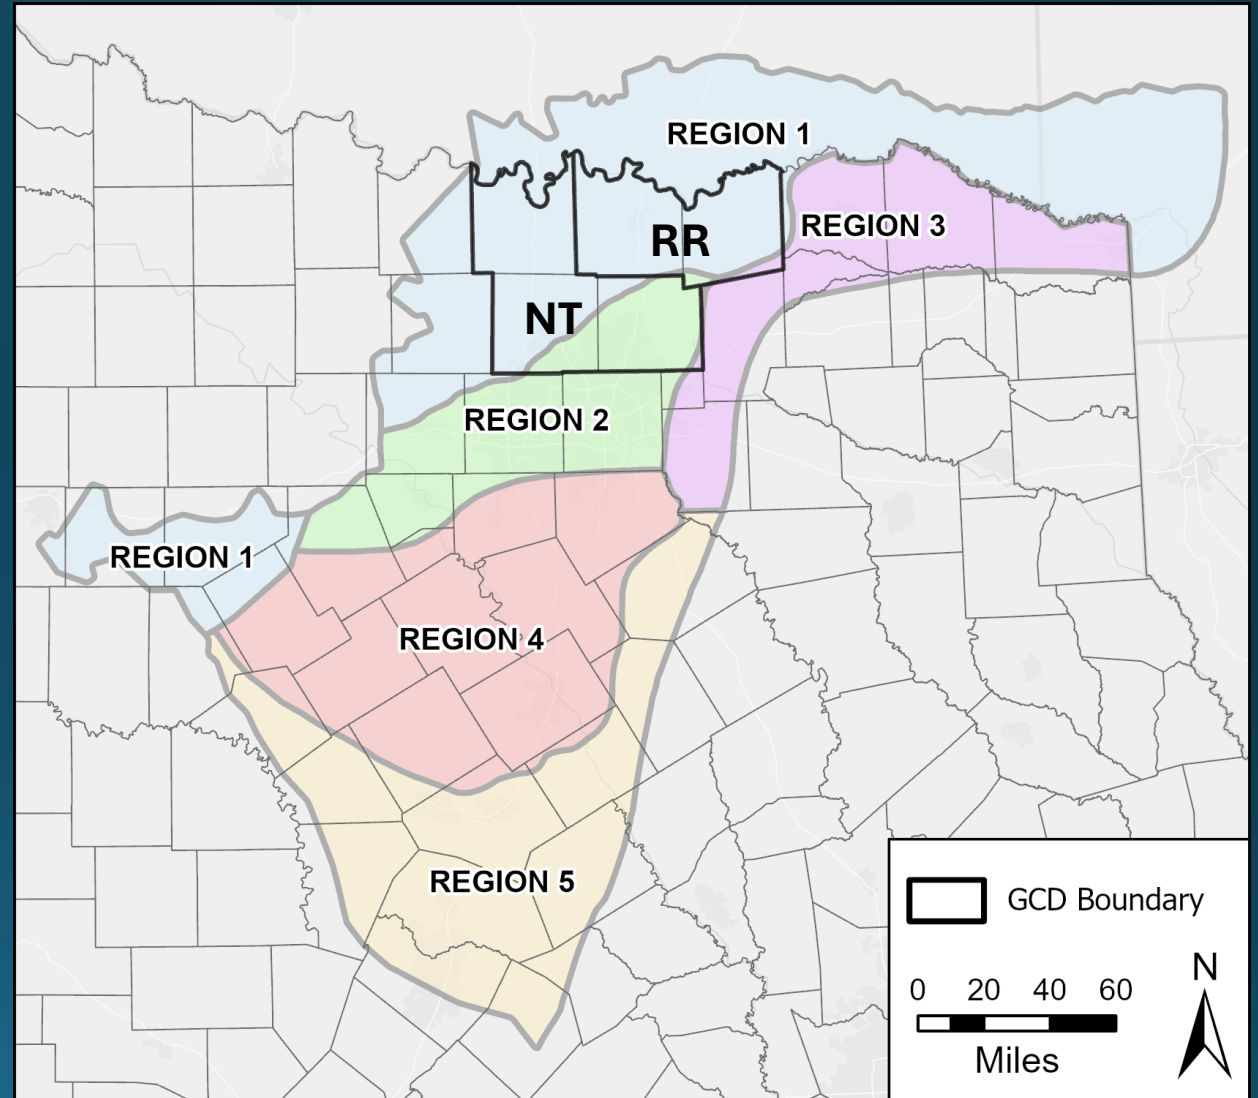 REGION 1
REGION 3
RR
NT
REGION 2
REGION 1
REGION 4
REGION 5
GCD Boundary
N
0 20 40 60
Miles